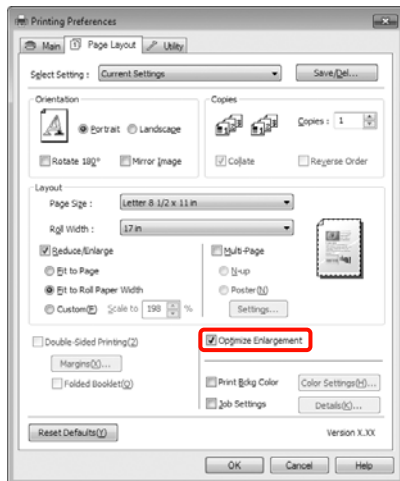 Printing Preferences
Main Page Layout Utility
Select Setting : Current Settings Save/Del...
Orientation Copies
Portrait Landscape Copies : 1
Rotate 180° Mirror Image Collate Reverse Order
Layout
Page Size : Letter 8 1/2 x 11 in
Roll Width : 17 in
Reduce/Enlarge Multi-Page
Fit to Page N-up
Fit to Roll Paper Width Poster(N)
Custom(F) Scale to 198 % Settings...
Double-Sided Printing(2) Optimize Enlargement
Margins(X)...
Folded Booklet(Q) Print Bckg Color Color Settings(H)...
Job Settings Details(K)...
Reset Defaults(Y) Version X.XX
OK Cancel Help